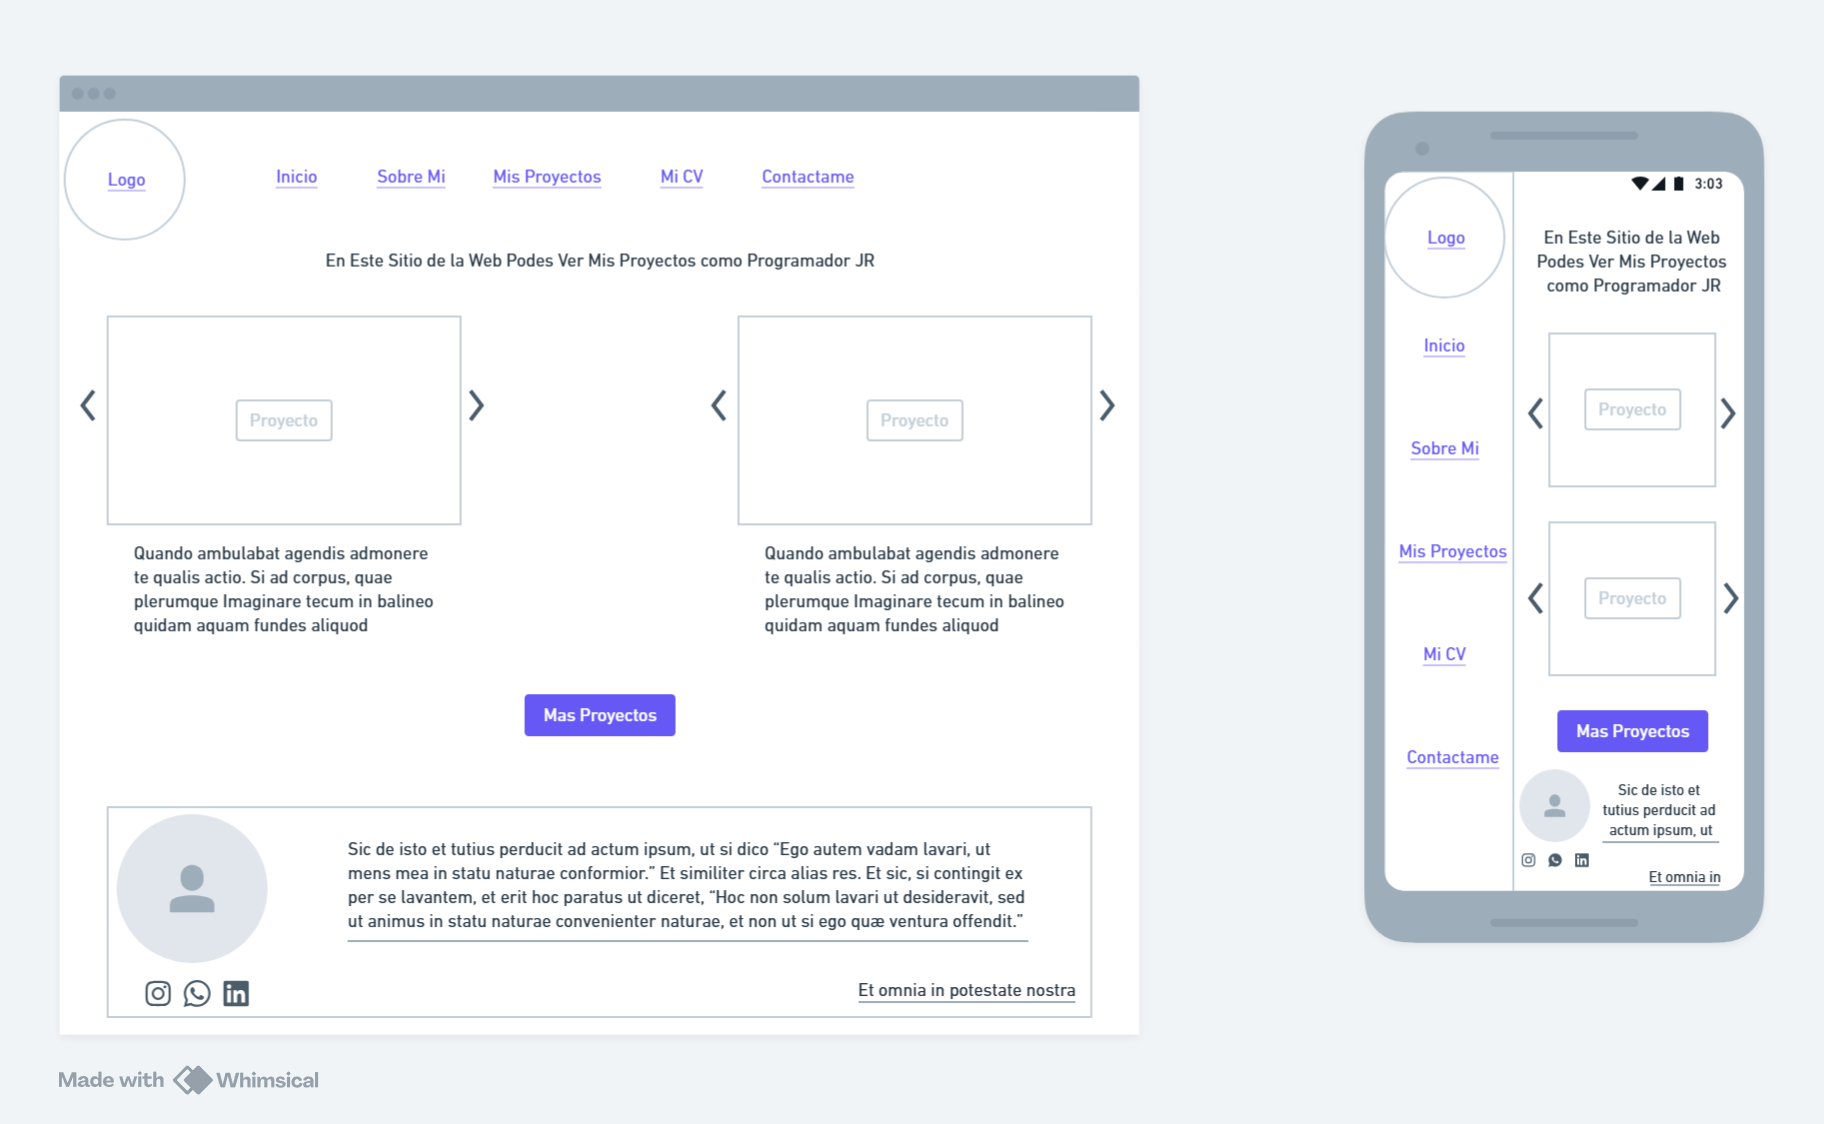 Logo
Inicio
Sobre Mi
Mis Proyectos
Mi CV
Contactame
En Este Sitio de la Web Podes Ver Mis Proyectos como Programador JR
Proyecto
Quando ambulabat agendis admonere
te qualis actio. Si ad corpus, quae
plerumque Imaginare tecum in balineo
quidam aquam fundes aliquod
Proyecto
Quando ambulabat agendis admonere
te qualis actio. Si ad corpus, quae
plerumque Imaginare tecum in balineo
quidam aquam fundes aliquod
Mas Proyectos
Sic de isto et tutius perducit ad actum ipsum, ut si dico “Ego autem vadam lavari, ut
mens mea in statu naturae conformior.” Et similiter circa alias res. Et sic, si contingit ex
per se lavantem, et erit hoc paratus ut diceret, “Hoc non solum lavari ut desideravit, sed
ut animus in statu naturae convenienter naturae, et non ut si ego quæ ventura offendit.”
in
Et omnia in potestate nostra
3:03
Logo
Inicio
Sobre Mi
Mis Proyectos
Mi CV
Contactame
En Este Sitio de la Web
Podes Ver Mis Proyectos
como Programador JR
Proyecto
Proyecto
Mas Proyectos
Sic de isto et
tutius perducit ad
actum ipsum, ut
in
Et omnia in
Made with Whimsical